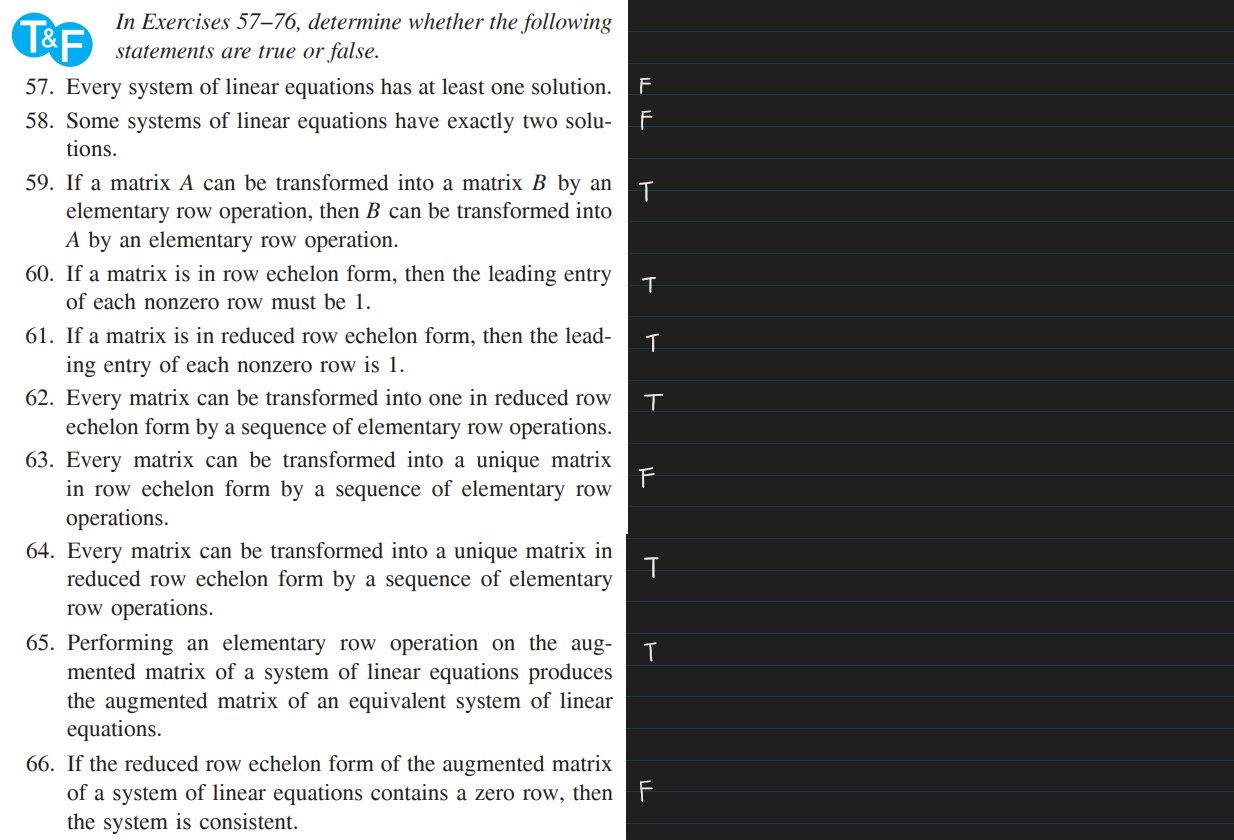 T&F
In Exercises 57–76, determine whether the following
statements are true or false.
57. Every system of linear equations has at least one solution. F
58. Some systems of linear equations have exactly two solu- F
tions.
59. If a matrix A can be transformed into a matrix B by an T
elementary row operation, then B can be transformed into
A by an elementary row operation.
60. If a matrix is in row echelon form, then the leading entry T
of each nonzero row must be 1.
61. If a matrix is in reduced row echelon form, then the lead- T
ing entry of each nonzero row is 1.
62. Every matrix can be transformed into one in reduced row T
echelon form by a sequence of elementary row operations.
63. Every matrix can be transformed into a unique matrix F
in row echelon form by a sequence of elementary row
operations.
64. Every matrix can be transformed into a unique matrix in T
reduced row echelon form by a sequence of elementary
row operations.
65. Performing an elementary row operation on the aug- T
mented matrix of a system of linear equations produces
the augmented matrix of an equivalent system of linear
equations.
66. If the reduced row echelon form of the augmented matrix F
of a system of linear equations contains a zero row, then
the system is consistent.